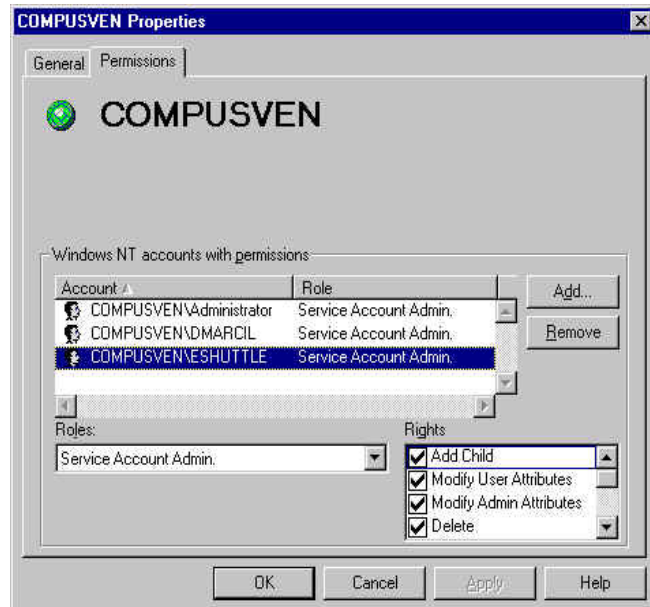 COMPUSVEN Properties
General Permissions
COMPUSVEN
Windows NT accounts with permissions
Account Role
COMPUSVEN\Administrator Service Account Admin.
COMPUSVEN\DMARCIL Service Account Admin.
COMPUSVEN\ESHUTTLE Service Account Admin.
Add...
Remove
Roles:
Service Account Admin.
Rights
Add Child
Modify User Attributes
Modify Admin Attributes
Delete
OK Cancel Apply Help